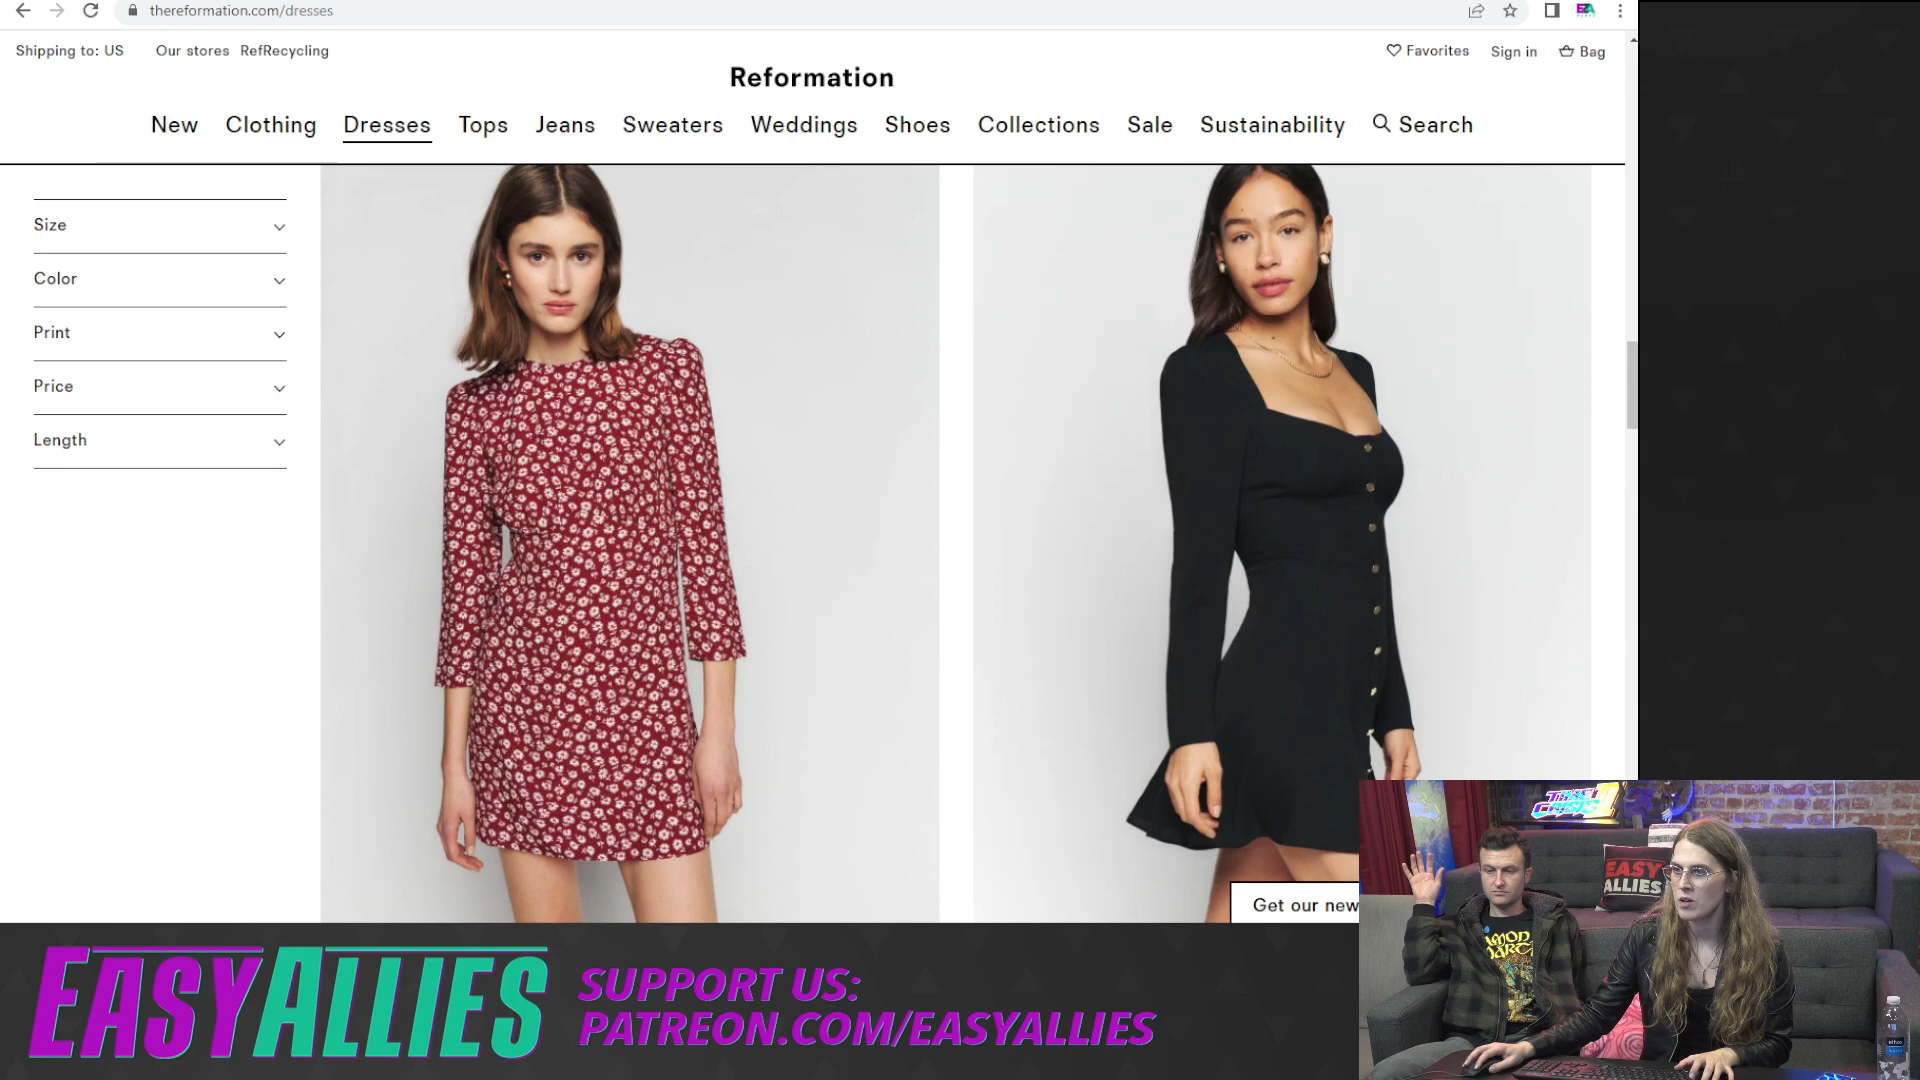 thereformation.com/dresses
Shipping to: US Our stores RefRecycling Favorites Sign in Bag
Reformation
New Clothing Dresses Tops Jeans Sweaters Weddings Shoes Collections Sale Sustainability Search
Size
Color
Print
Price
Length
Get our new
EASYALLIES
SUPPORT US:
PATREON.COM/EASYALLIES
EASY
ALLIES